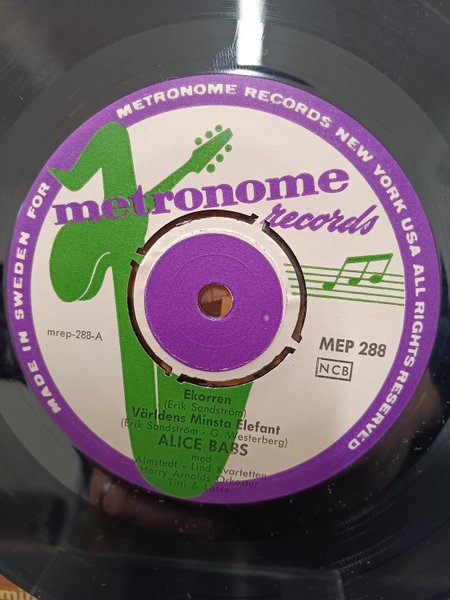 MADE IN SWEDEN FOR METRONOME RECORDS NEW YORK USA ALL RIGHTS RESERVED
metronome
records
mrep-288-A
MEP 288
NCB
Ekorren
(Erik Sandström)
Världens Minsta Elefant
(Erik Sandström - G. Westerberg)
ALICE BABS
med
Almstedt - Lind Kvartetten
Harry Arnolds Orkester
Titti & Lasse